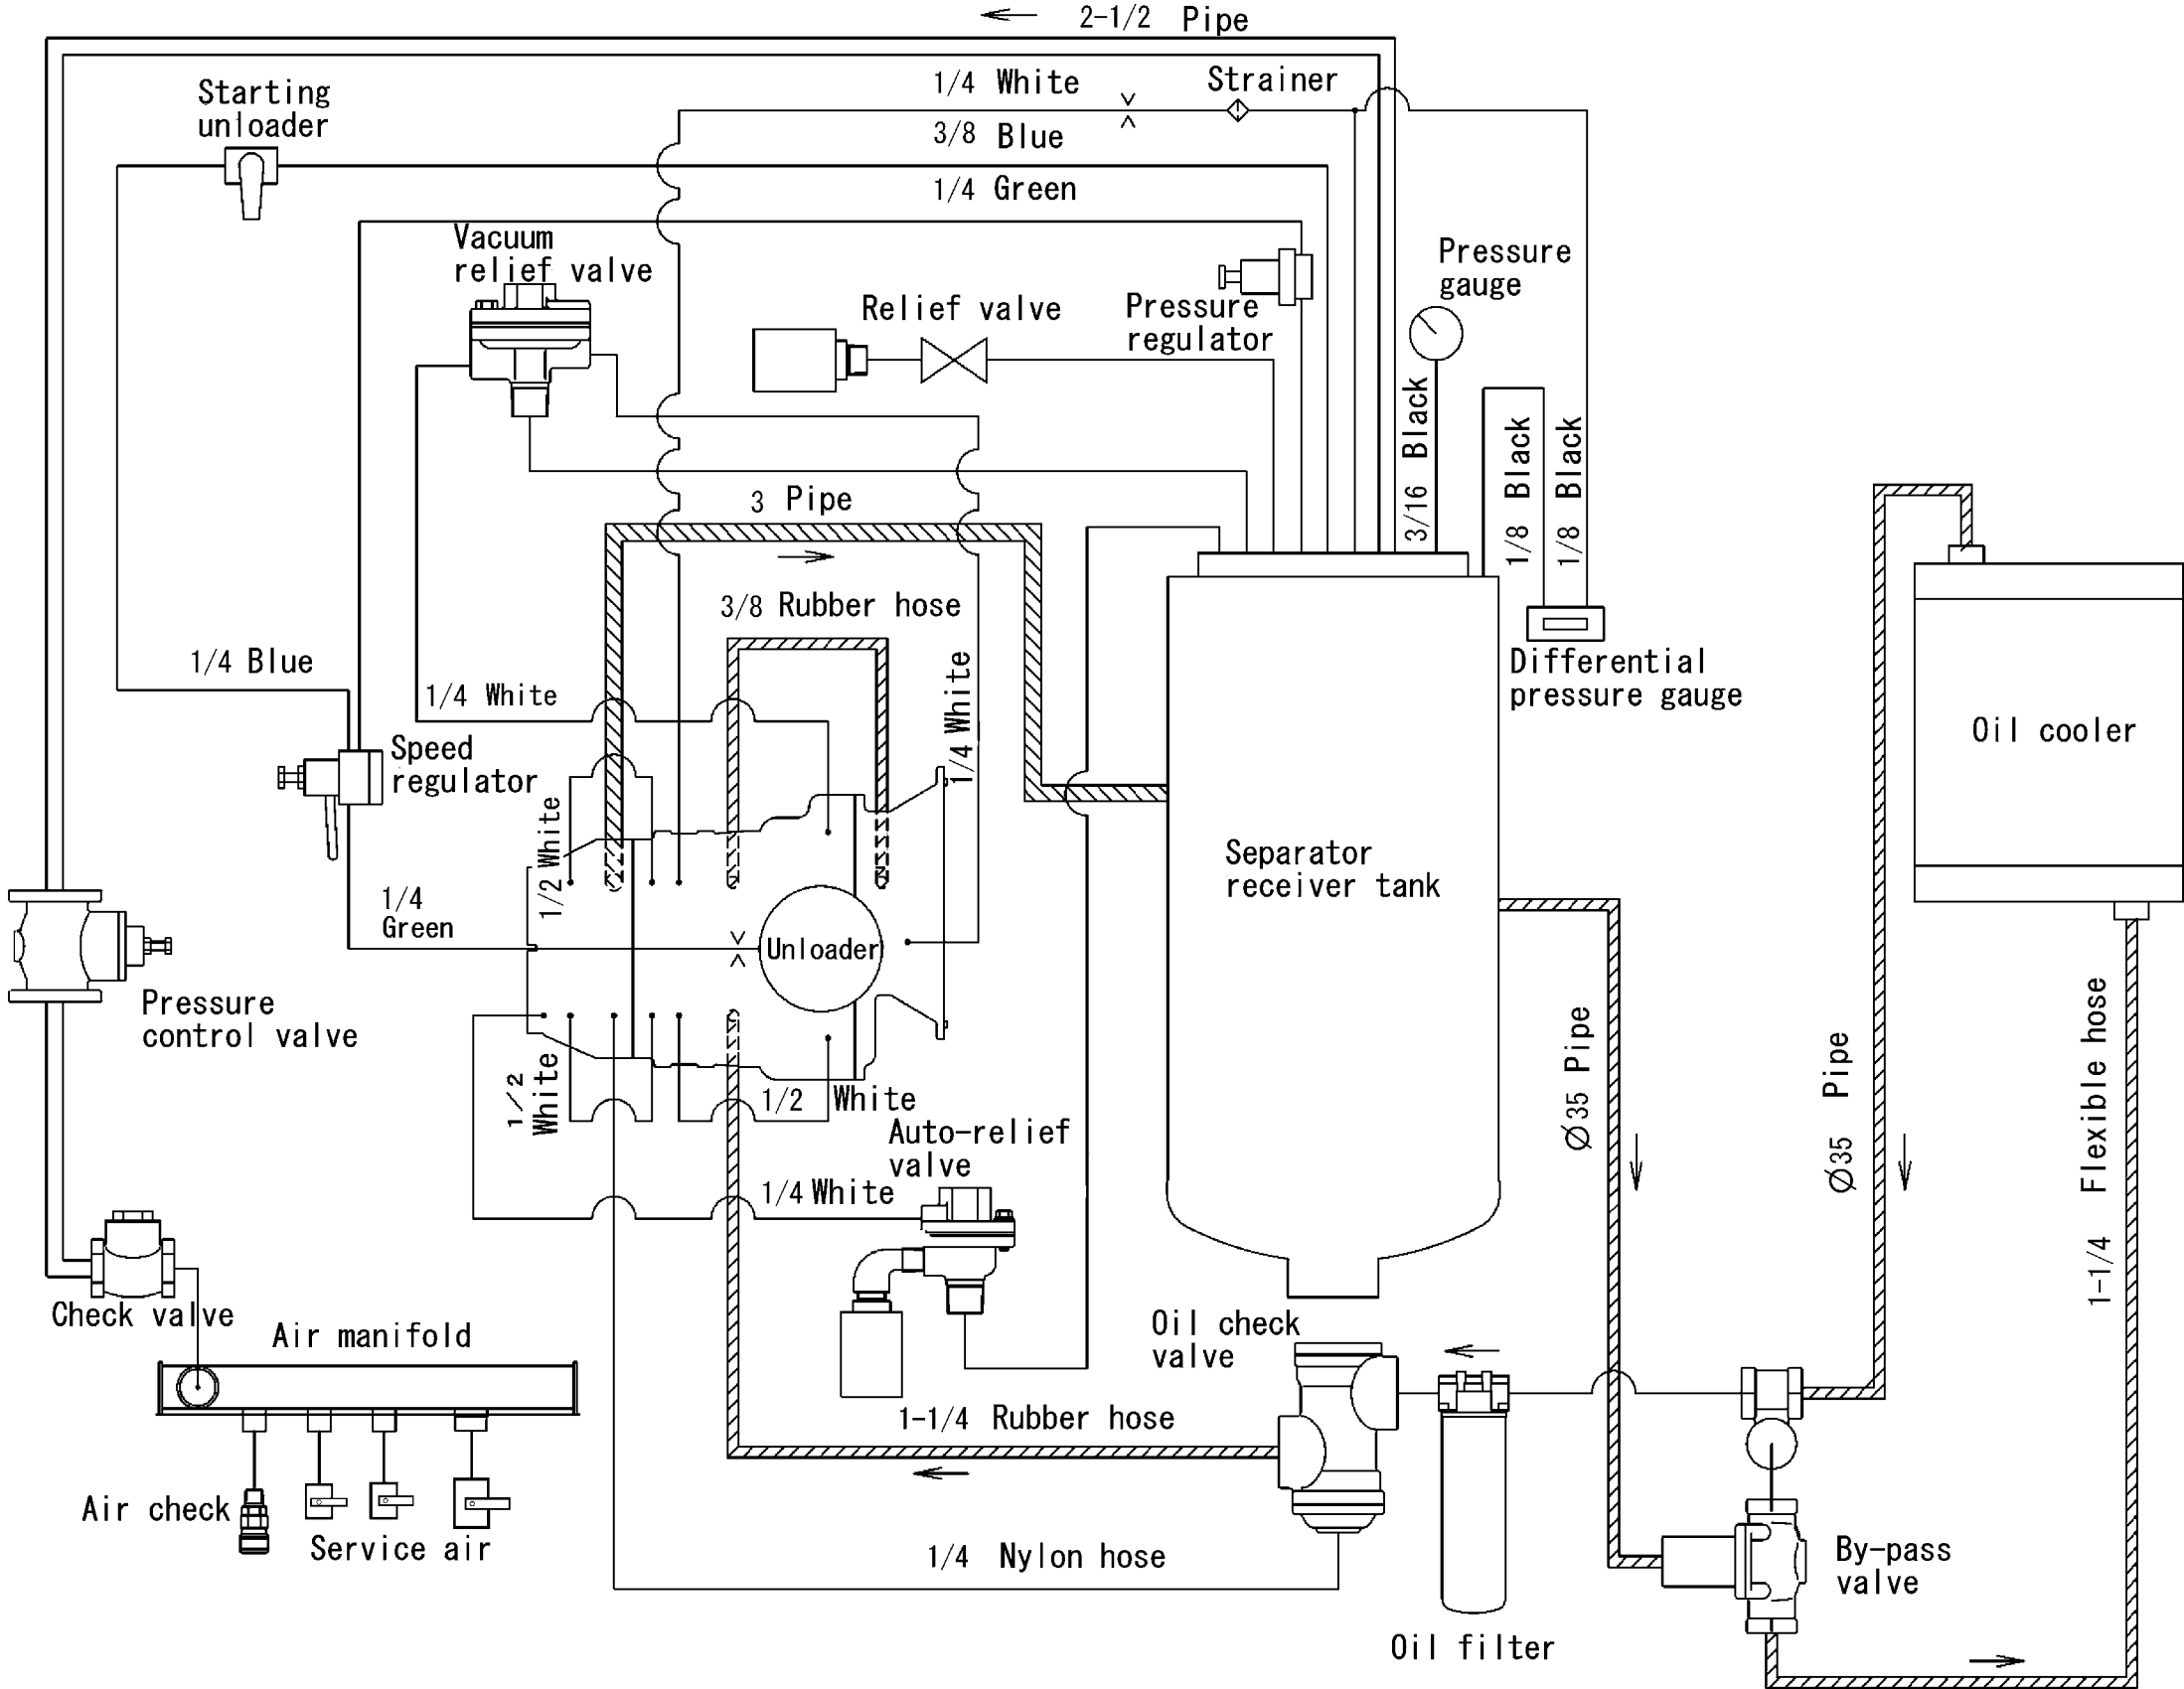 2-1/2 Pipe
1/4 White
Strainer
Starting
unloader
3/8 Blue
1/4 Green
Vacuum
relief valve
Relief valve
Pressure
regulator
Pressure
gauge
3/16 Black
1/8 Black
1/8 Black
3 Pipe
3/8 Rubber hose
1/4 Blue
1/4 White
1/4 White
Differential
pressure gauge
Oil cooler
Speed
regulator
1/2 White
Separator
receiver tank
1/4
Green
Unloader
Pressure
control valve
1/2
White
1/2 White
Auto-relief
valve
1/4 White
Ø35 Pipe
Ø35 Pipe
1-1/4 Flexible hose
Check valve
Air manifold
Oil check
valve
1-1/4 Rubber hose
Air check
Service air
1/4 Nylon hose
By-pass
valve
Oil filter